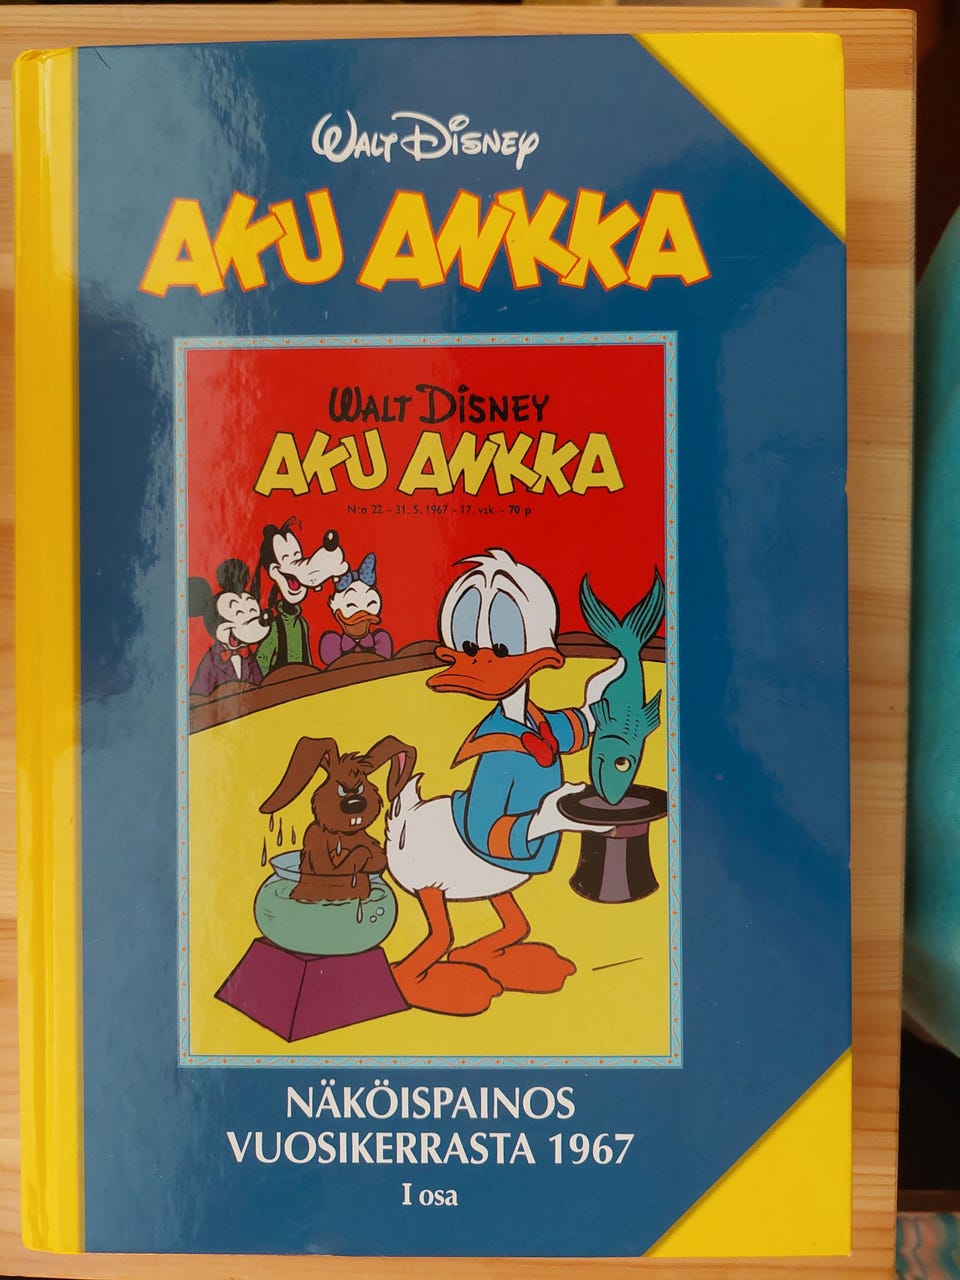 WALT DISNEY
AKU ANKKA
WALT DISNEY
AKU ANKKA
N:o 22 - 31.5.1967 - 17. vsk. - 70 p
NÄKÖISPAINOS
VUOSIKERRASTA 1967
I osa